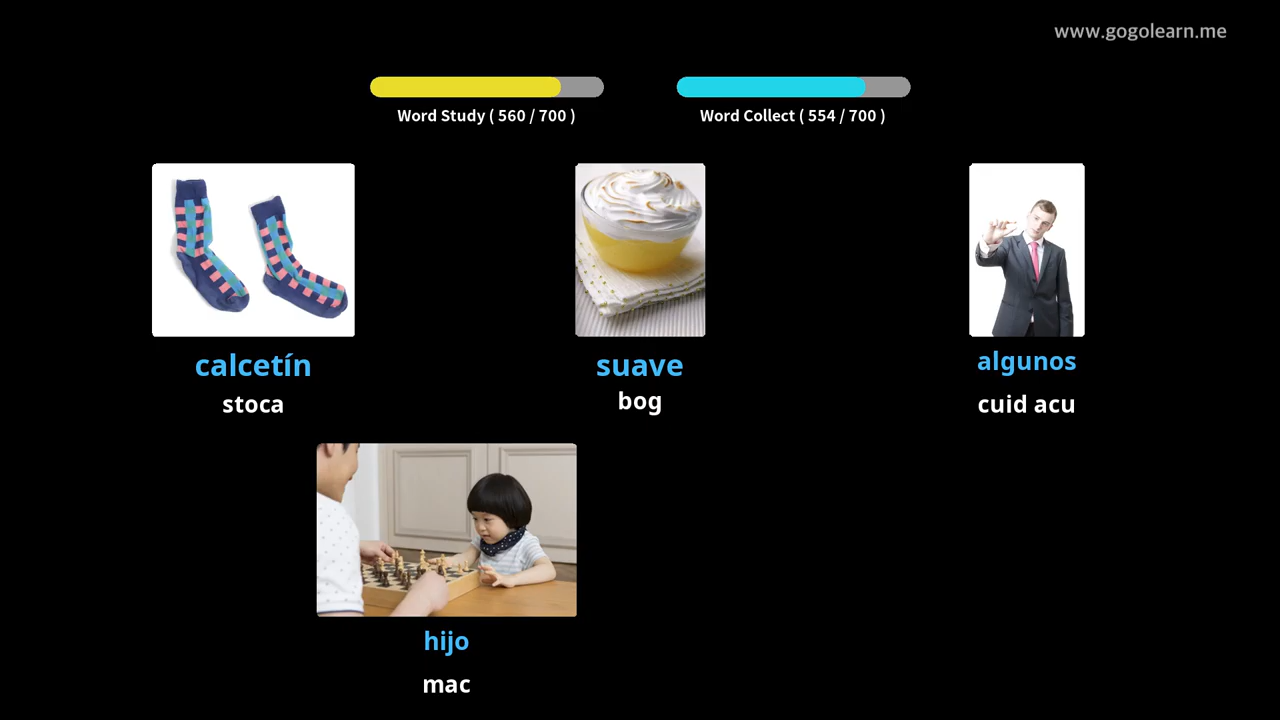 www.gogolearn.me
Word Study ( 560 / 700 )
Word Collect ( 554 / 700 )
calcetín
suave
algunos
stoca
bog
cuid acu
hijo
mac